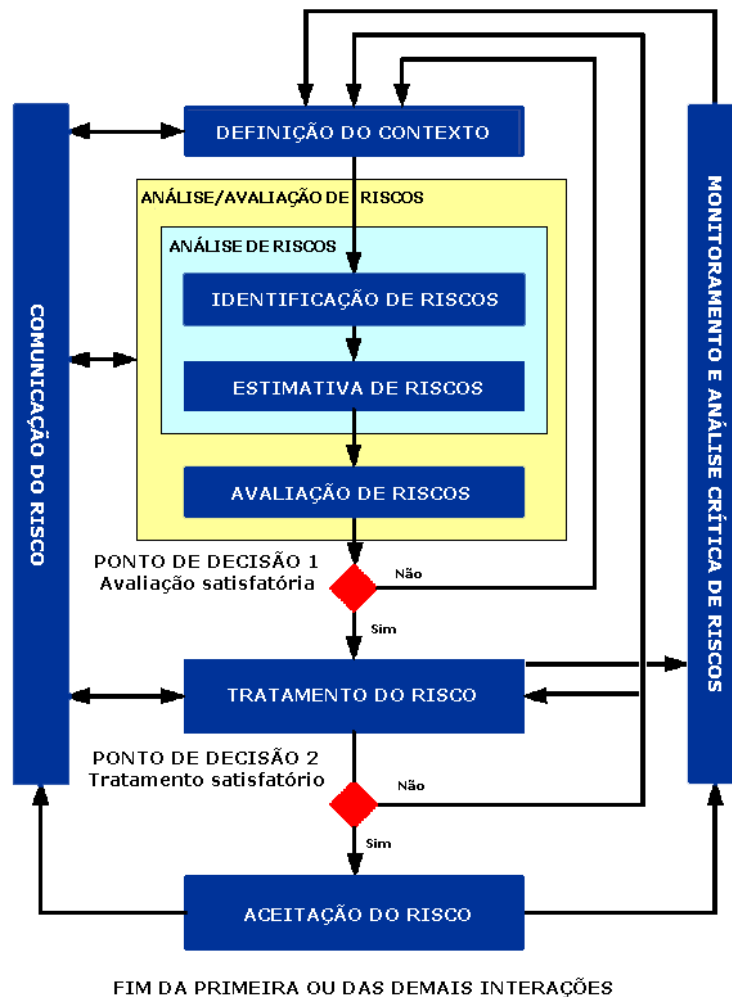 DEFINIÇÃO DO CONTEXTO
ANÁLISE/AVALIAÇÃO DE RISCOS
ANÁLISE DE RISCOS
IDENTIFICAÇÃO DE RISCOS
ESTIMATIVA DE RISCOS
AVALIAÇÃO DE RISCOS
COMUNICAÇÃO DO RISCO
MONITORAMENTO E ANÁLISE CRÍTICA DE RISCOS
PONTO DE DECISÃO 1
Avaliação satisfatória
Não
Sim
TRATAMENTO DO RISCO
PONTO DE DECISÃO 2
Tratamento satisfatório
Não
Sim
ACEITAÇÃO DO RISCO
FIM DA PRIMEIRA OU DAS DEMAIS INTERAÇÕES